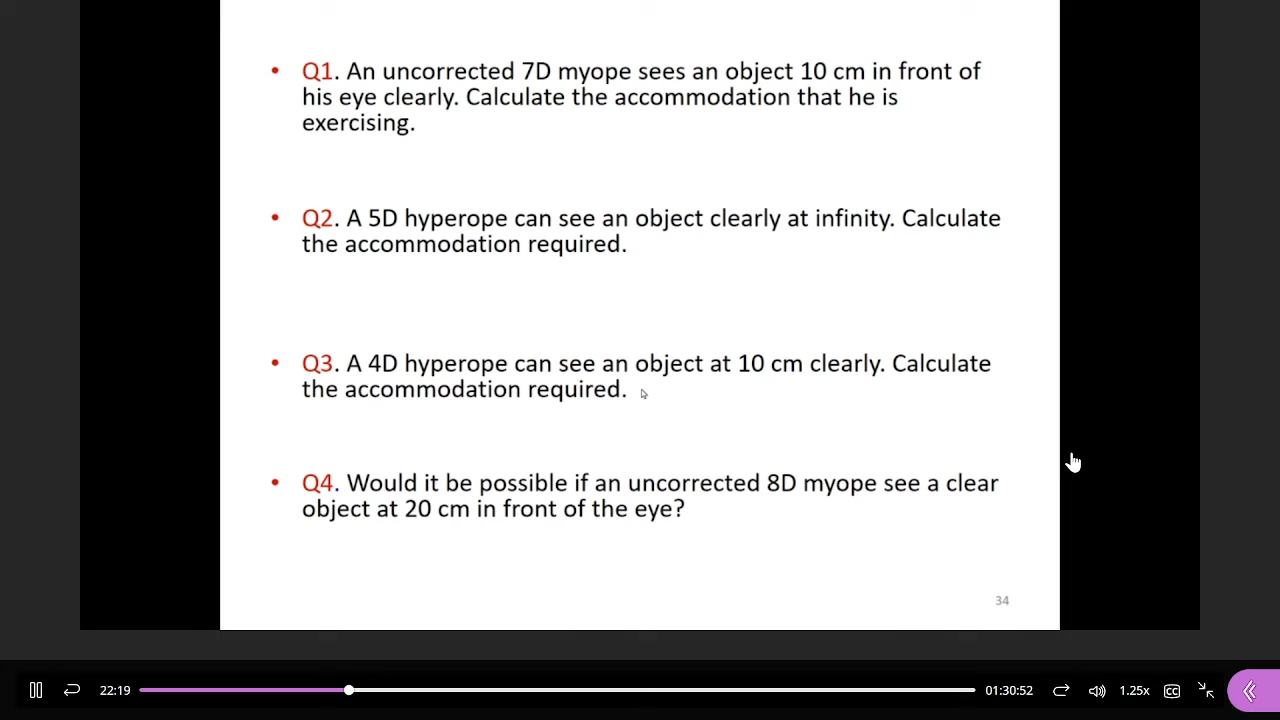 • Q1. An uncorrected 7D myope sees an object 10 cm in front of
his eye clearly. Calculate the accommodation that he is
exercising.
• Q2. A 5D hyperope can see an object clearly at infinity. Calculate
the accommodation required.
• Q3. A 4D hyperope can see an object at 10 cm clearly. Calculate
the accommodation required.
• Q4. Would it be possible if an uncorrected 8D myope see a clear
object at 20 cm in front of the eye?
34
22:19
01:30:52
1.25x
CC